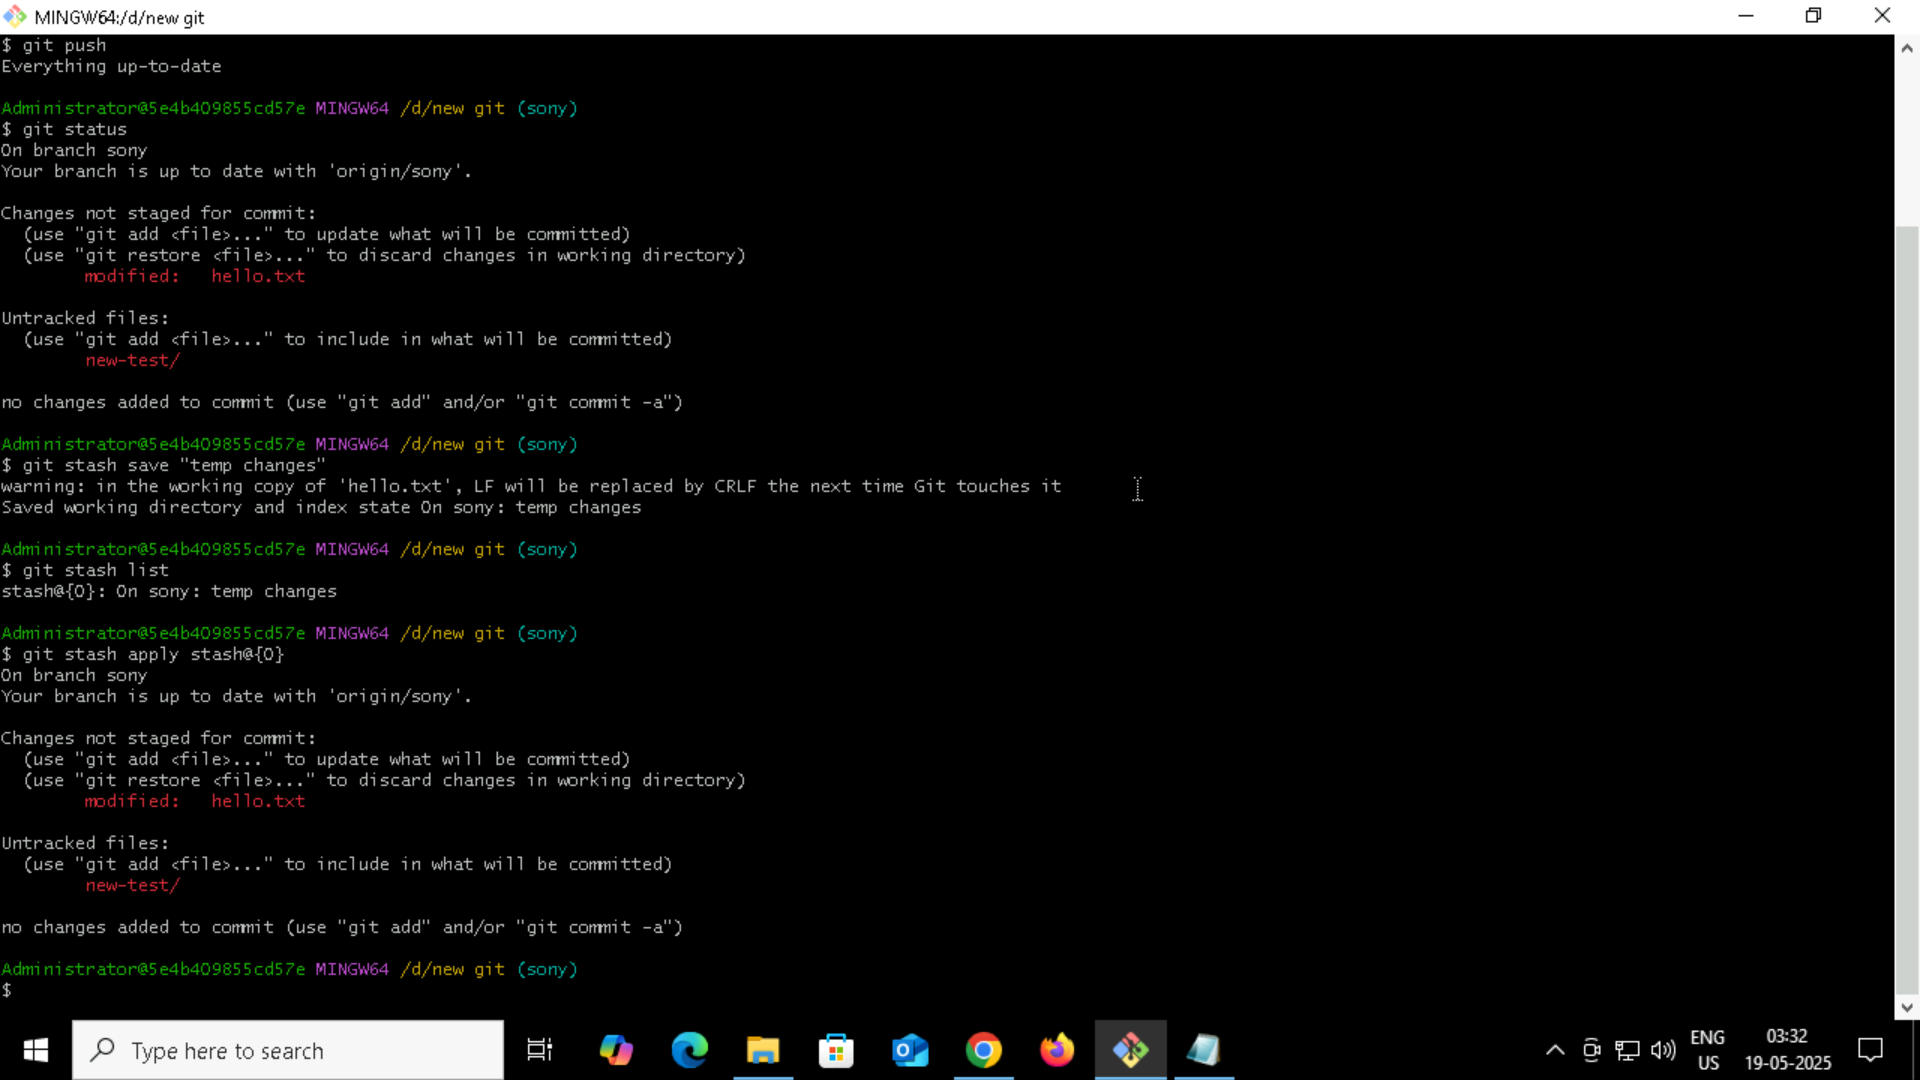 MINGW64:/d/new git
$ git push
Everything up-to-date
Administrator@5e4b409855cd57e MINGW64 /d/new git (sony)
$ git status
On branch sony
Your branch is up to date with 'origin/sony'.
Changes not staged for commit:
(use "git add <file>..." to update what will be committed)
(use "git restore <file>..." to discard changes in working directory)
modified:   hello.txt
Untracked files:
(use "git add <file>..." to include in what will be committed)
new-test/
no changes added to commit (use "git add" and/or "git commit -a")
Administrator@5e4b409855cd57e MINGW64 /d/new git (sony)
$ git stash save "temp changes"
warning: in the working copy of 'hello.txt', LF will be replaced by CRLF the next time Git touches it
Saved working directory and index state On sony: temp changes
Administrator@5e4b409855cd57e MINGW64 /d/new git (sony)
$ git stash list
stash@{0}: On sony: temp changes
Administrator@5e4b409855cd57e MINGW64 /d/new git (sony)
$ git stash apply stash@{0}
On branch sony
Your branch is up to date with 'origin/sony'.
Changes not staged for commit:
(use "git add <file>..." to update what will be committed)
(use "git restore <file>..." to discard changes in working directory)
modified:   hello.txt
Untracked files:
(use "git add <file>..." to include in what will be committed)
new-test/
no changes added to commit (use "git add" and/or "git commit -a")
Administrator@5e4b409855cd57e MINGW64 /d/new git (sony)
$
Type here to search
ENG
US
03:32
19-05-2025